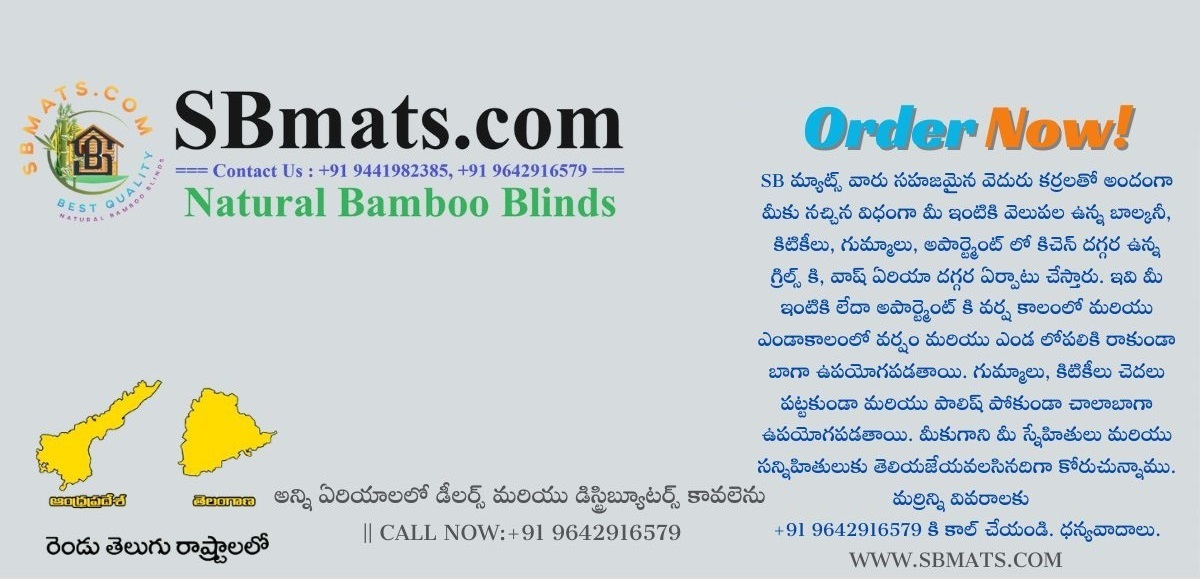 SBMATS.COM
SB
BEST QUALITY
NATURAL BAMBOO BLINDS
SBmats.com
=== Contact Us : +91 9441982385, +91 9642916579 ===
Natural Bamboo Blinds
ఆంధ్రప్రదేశ్
తెలంగాణ
రెండు తెలుగు రాష్ట్రాలలో
అన్ని ఏరియాలలో డీలర్స్ మరియు డిస్ట్రిబ్యూటర్స్ కావలెను
|| CALL NOW:+91 9642916579
Order Now!
SB మ్యాట్స్ వారు సహజమైన వెదురు కర్రలతో అందంగా
మీకు నచ్చిన విధంగా మీ ఇంటికి వెలుపల ఉన్న బాల్కనీ,
కిటికీలు, గుమ్మాలు, అపార్ట్మెంట్ లో కిచెన్ దగ్గర ఉన్న
గ్రిల్స్ కి, వాష్ ఏరియా దగ్గర ఏర్పాటు చేస్తారు. ఇవి మీ
ఇంటికి లేదా అపార్ట్మెంట్ కి వర్ష కాలంలో మరియు
ఎండాకాలంలో వర్షం మరియు ఎండ లోపలికి రాకుండా
బాగా ఉపయోగపడతాయి. గుమ్మాలు, కిటికీలు చెదలు
పట్టకుండా మరియు పాలిష్ పోకుండా చాలాబాగా
ఉపయోగపడతాయి. మీకుగాని మీ స్నేహితులు మరియు
సన్నిహితులుకు తెలియజేయవలసినదిగా కోరుచున్నాము.
మర్రిన్ని వివరాలకు
+91 9642916579 కి కాల్ చేయండి. ధన్యవాదాలు.
WWW.SBMATS.COM